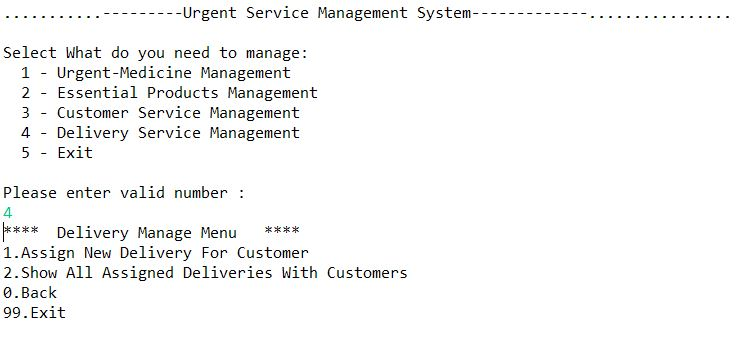 ...........---------Urgent Service Management System-------------................
Select What do you need to manage:
1 - Urgent-Medicine Management
2 - Essential Products Management
3 - Customer Service Management
4 - Delivery Service Management
5 - Exit
Please enter valid number :
4
****  Delivery Manage Menu   ****
1.Assign New Delivery For Customer
2.Show All Assigned Deliveries With Customers
0.Back
99.Exit